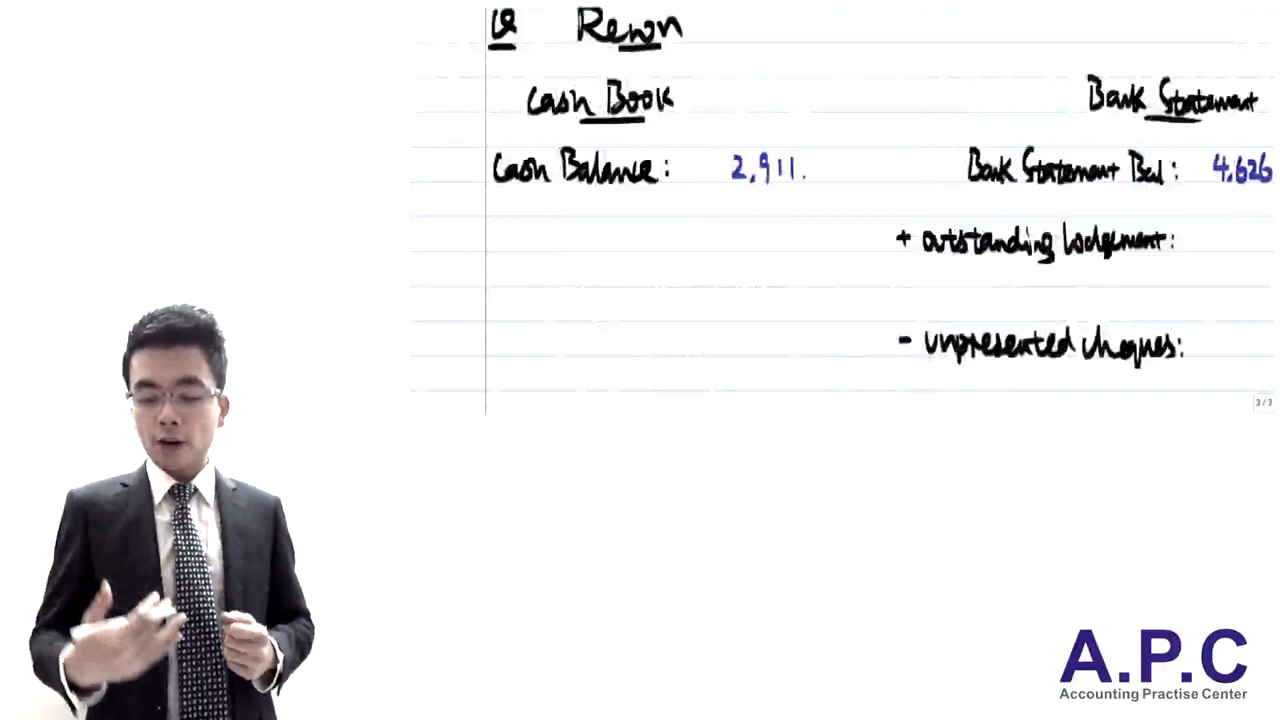 Recon
Cash Book
Bank Statement
Cash Balance: 2,911.
Bank Statement Bal: 4,626
+ outstanding lodgement:
- unpresented cheques:
3/3
A.P.C
Accounting Practise Center